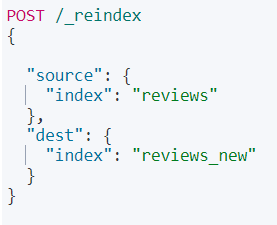 POST /_reindex
{
"source": {
"index": "reviews"
},
"dest": {
"index": "reviews_new"
}
}